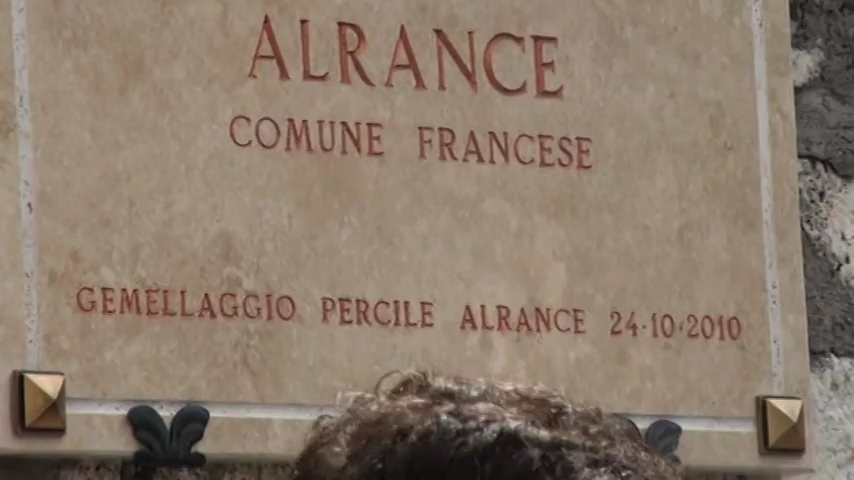 ALRANCE
COMUNE FRANCESE
GEMELLAGGIO PERCILE ALRANCE 24·10·2010